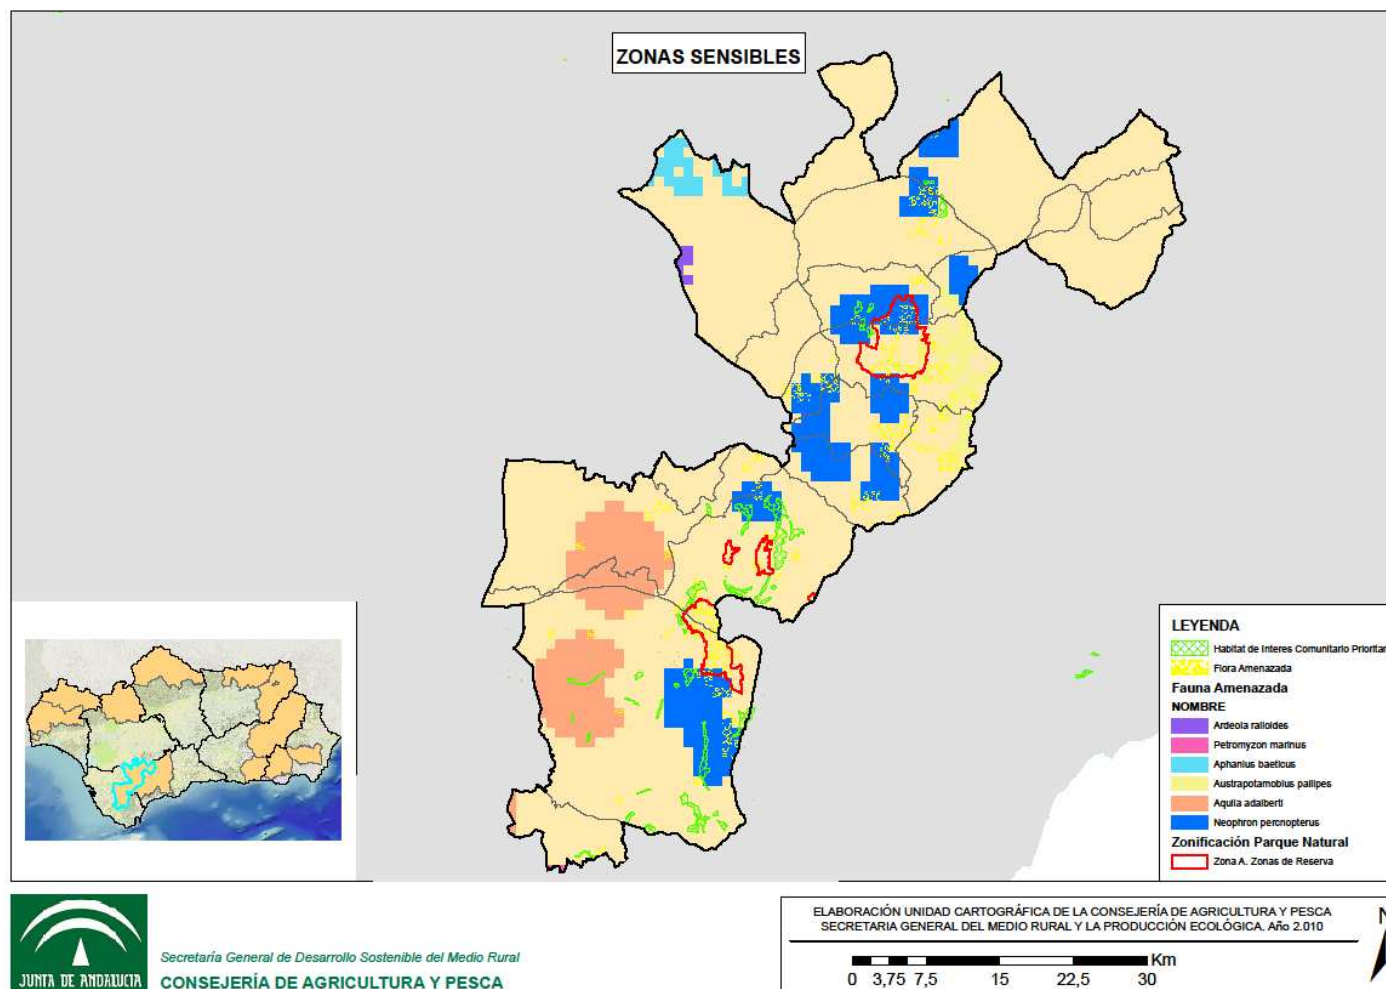 ZONAS SENSIBLES
LEYENDA
Habitat de Interes Comunitario Prioritar
Flora Amenazada
Fauna Amenazada
NOMBRE
Ardeola ralloides
Petromyzon marinus
Aphanius baeticus
Austrapotamobius pallipes
Aquila adalberti
Neophron percnopterus
Zonificación Parque Natural
Zona A. Zonas de Reserva
JUNTA DE ANDALUCIA
Secretaría General de Desarrollo Sostenible del Medio Rural
CONSEJERÍA DE AGRICULTURA Y PESCA
ELABORACIÓN UNIDAD CARTOGRÁFICA DE LA CONSEJERÍA DE AGRICULTURA Y PESCA
SECRETARIA GENERAL DEL MEDIO RURAL Y LA PRODUCCIÓN ECOLÓGICA. Año 2.010
Km
0 3,75 7,5 15 22,5 30
N